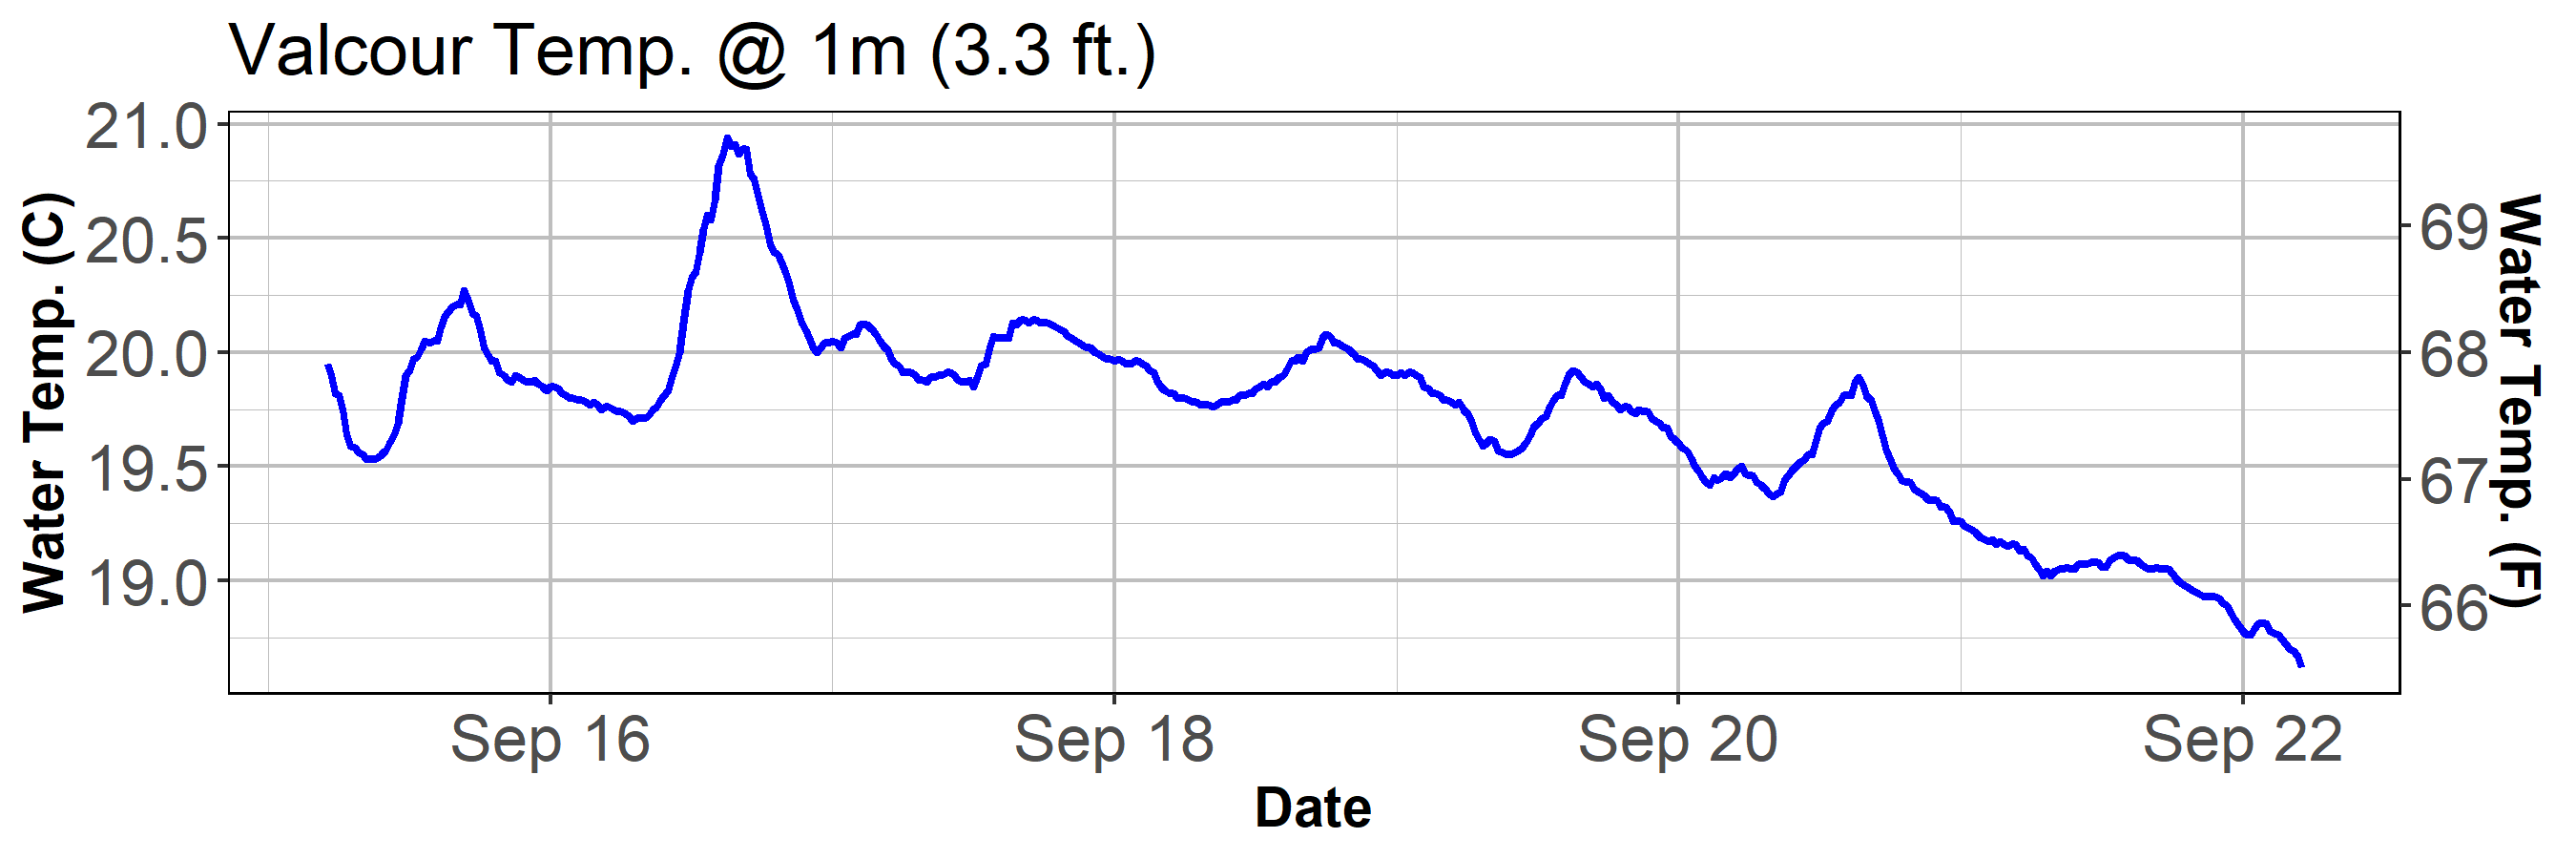 Valcour Temp. @ 1m (3.3 ft.)
Water Temp. (C)
21.0
20.5
20.0
19.5
19.0
69
68
67
66
Water Temp. (F)
Sep 16 Sep 18 Sep 20 Sep 22
Date